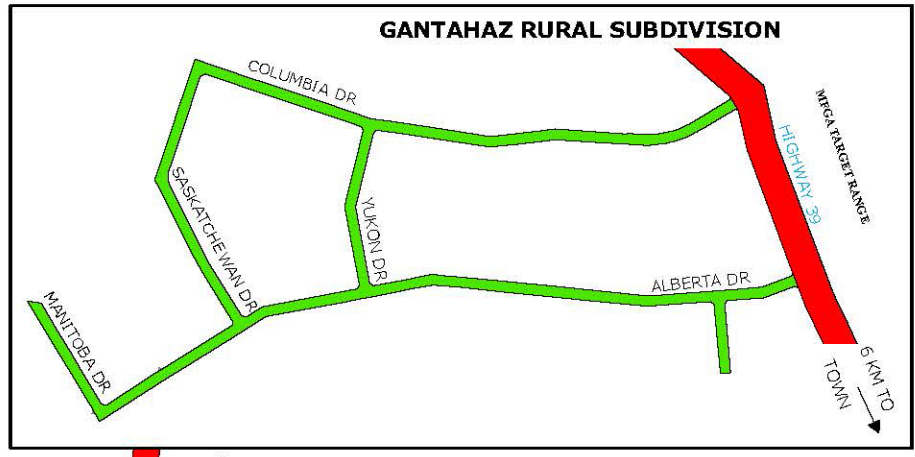 GANTAHAZ RURAL SUBDIVISION
COLUMBIA DR
MFGA TARGET RANGE
HIGHWAY 39
SASKATCHEWAN DR
YUKON DR
ALBERTA DR
MANITOBA DR
6 KM TO
TOWN